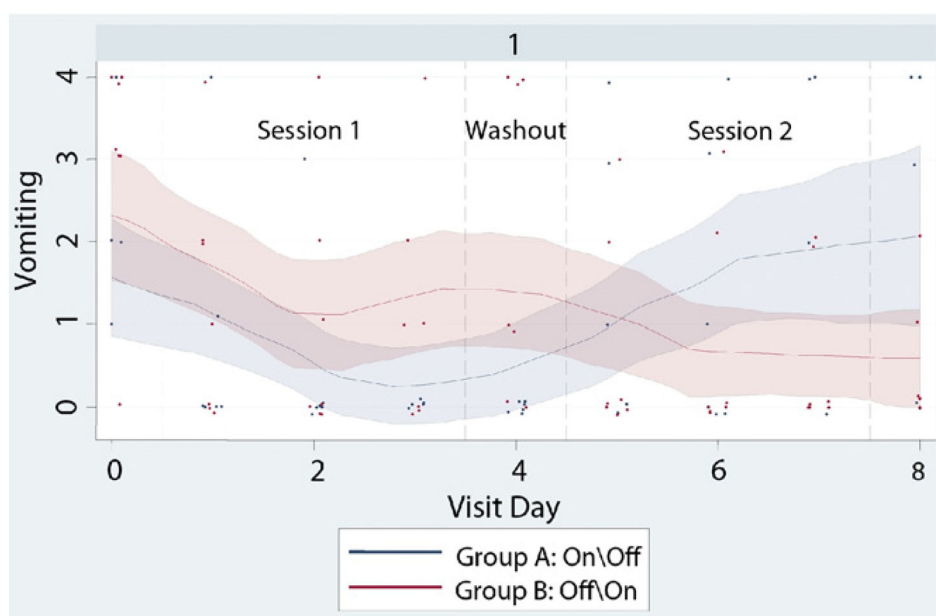 1
Session 1
Washout
Session 2
Vomiting
4
3
2
1
0
0 2 4 6 8
Visit Day
Group A: On\Off
Group B: Off\On